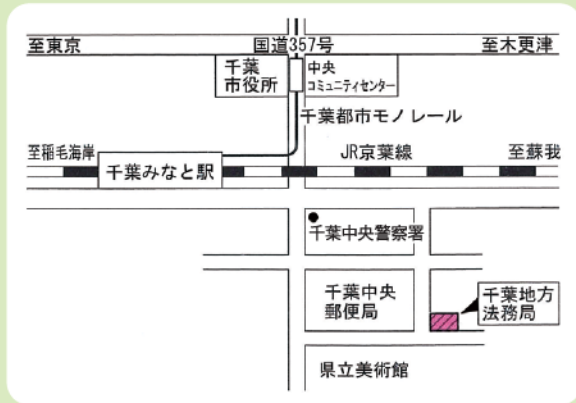 至東京
国道357号
至木更津
千葉
市役所
中央
コミュニティセンター
千葉都市モノレール
至稲毛海岸
JR京葉線
至蘇我
千葉みなと駅
千葉中央警察署
千葉中央
郵便局
千葉地方
法務局
県立美術館